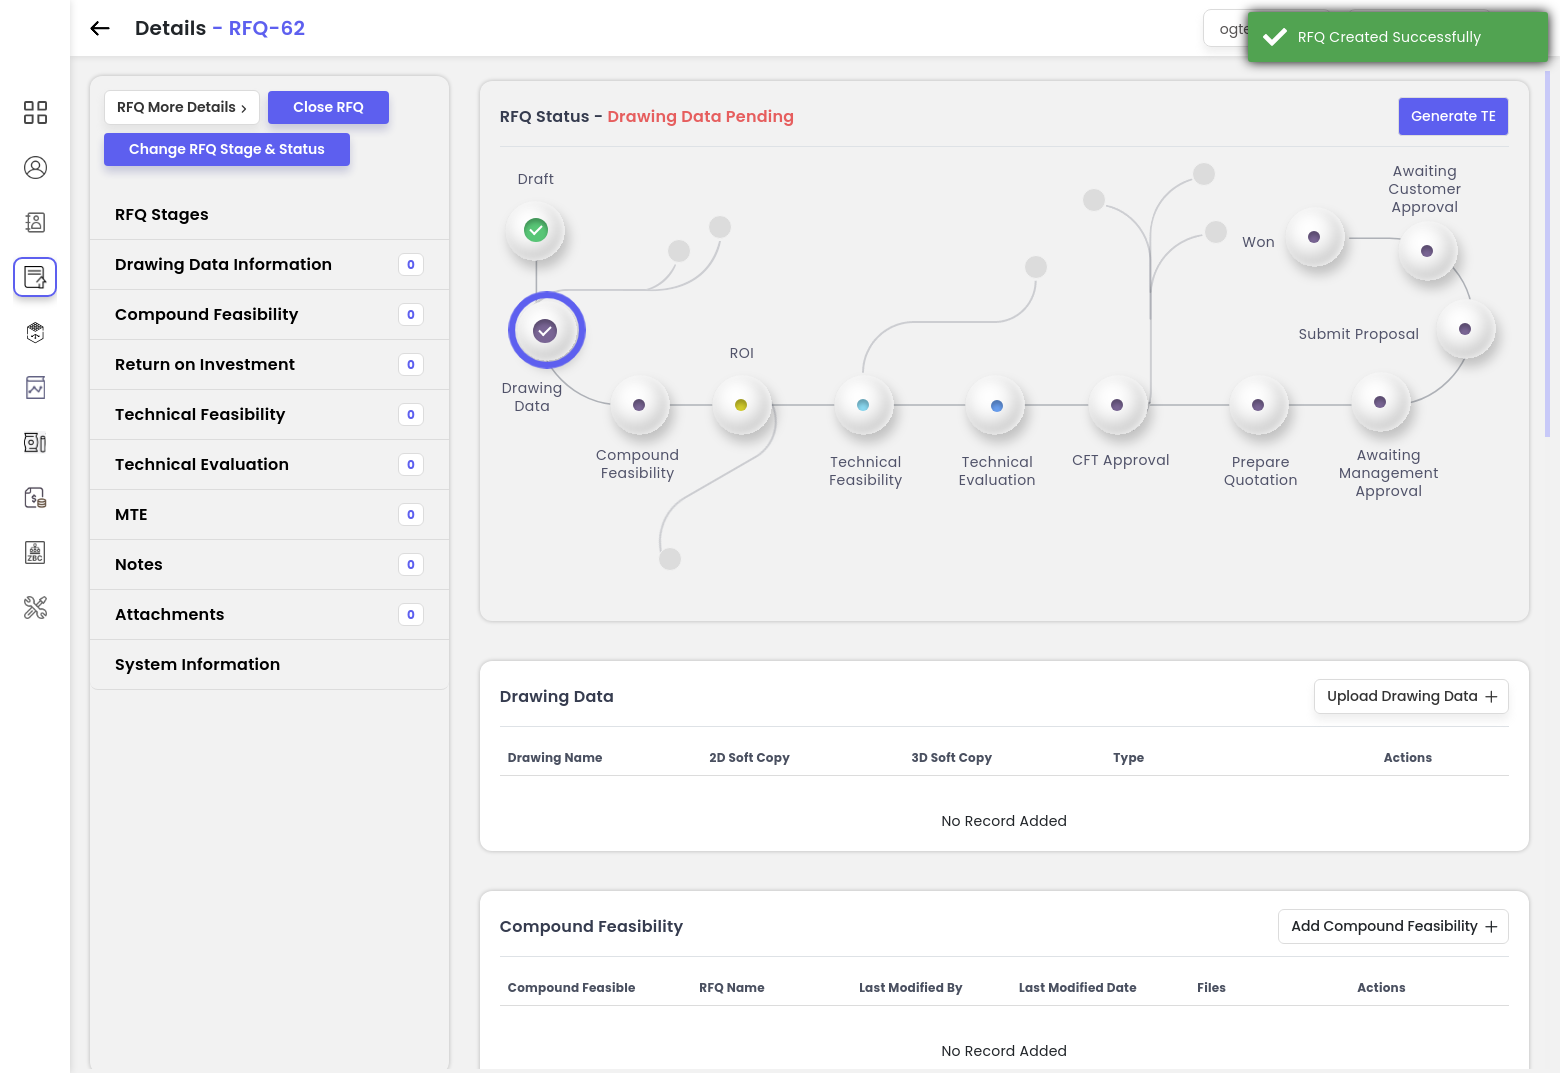 Details - RFQ-62
RFQ Created Successfully
RFQ More Details
Close RFQ
Change RFQ Stage & Status
RFQ Stages
Drawing Data Information 0
Compound Feasibility 0
Return on Investment 0
Technical Feasibility 0
Technical Evaluation 0
MTE 0
Notes 0
Attachments 0
System Information
RFQ Status - Drawing Data Pending
Generate TE
Draft
Drawing
Data
Compound
Feasibility
ROI
Technical
Feasibility
Technical
Evaluation
CFT Approval
Prepare
Quotation
Awaiting
Management
Approval
Submit Proposal
Awaiting
Customer
Approval
Won
Drawing Data
Upload Drawing Data
Drawing Name 2D Soft Copy 3D Soft Copy Type Actions
No Record Added
Compound Feasibility
Add Compound Feasibility
Compound Feasible RFQ Name Last Modified By Last Modified Date Files Actions
No Record Added
ZBC